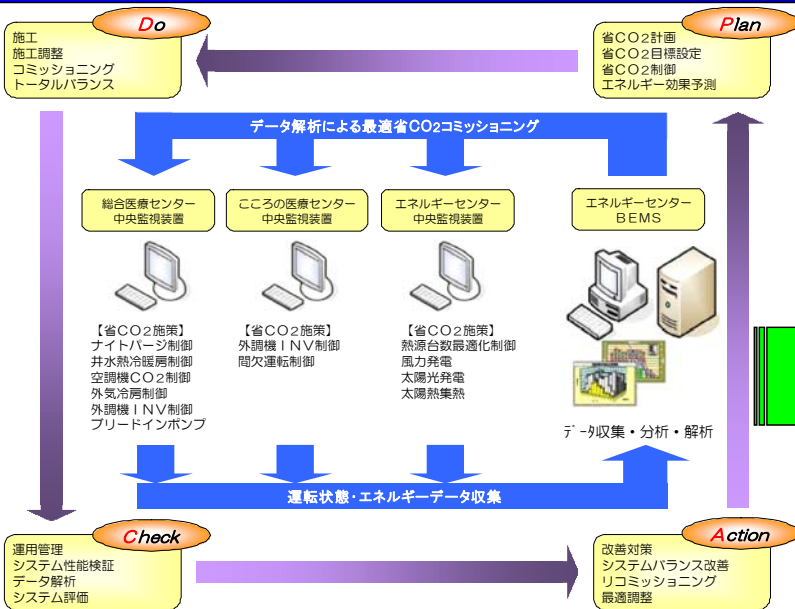 Do
施工
施工調整
コミッショニング
トータルバランス
Plan
省CO2計画
省CO2目標設定
省CO2制御
エネルギー効果予測
データ解析による最適省CO2コミッショニング
総合医療センター
中央監視装置
こころの医療センター
中央監視装置
エネルギーセンター
中央監視装置
エネルギーセンター
BEMS
【省CO2施策】
ナイトパージ制御
井水熱冷暖房制御
空調機CO2制御
外気冷房制御
外調機INV制御
ブリードインポンプ
【省CO2施策】
外調機INV制御
間欠運転制御
【省CO2施策】
熱源台数最適化制御
風力発電
太陽光発電
太陽熱集熱
データ収集・分析・解析
運転状態・エネルギーデータ収集
Check
運用管理
システム性能検証
データ解析
システム評価
Action
改善対策
システムバランス改善
リコミッショニング
最適調整